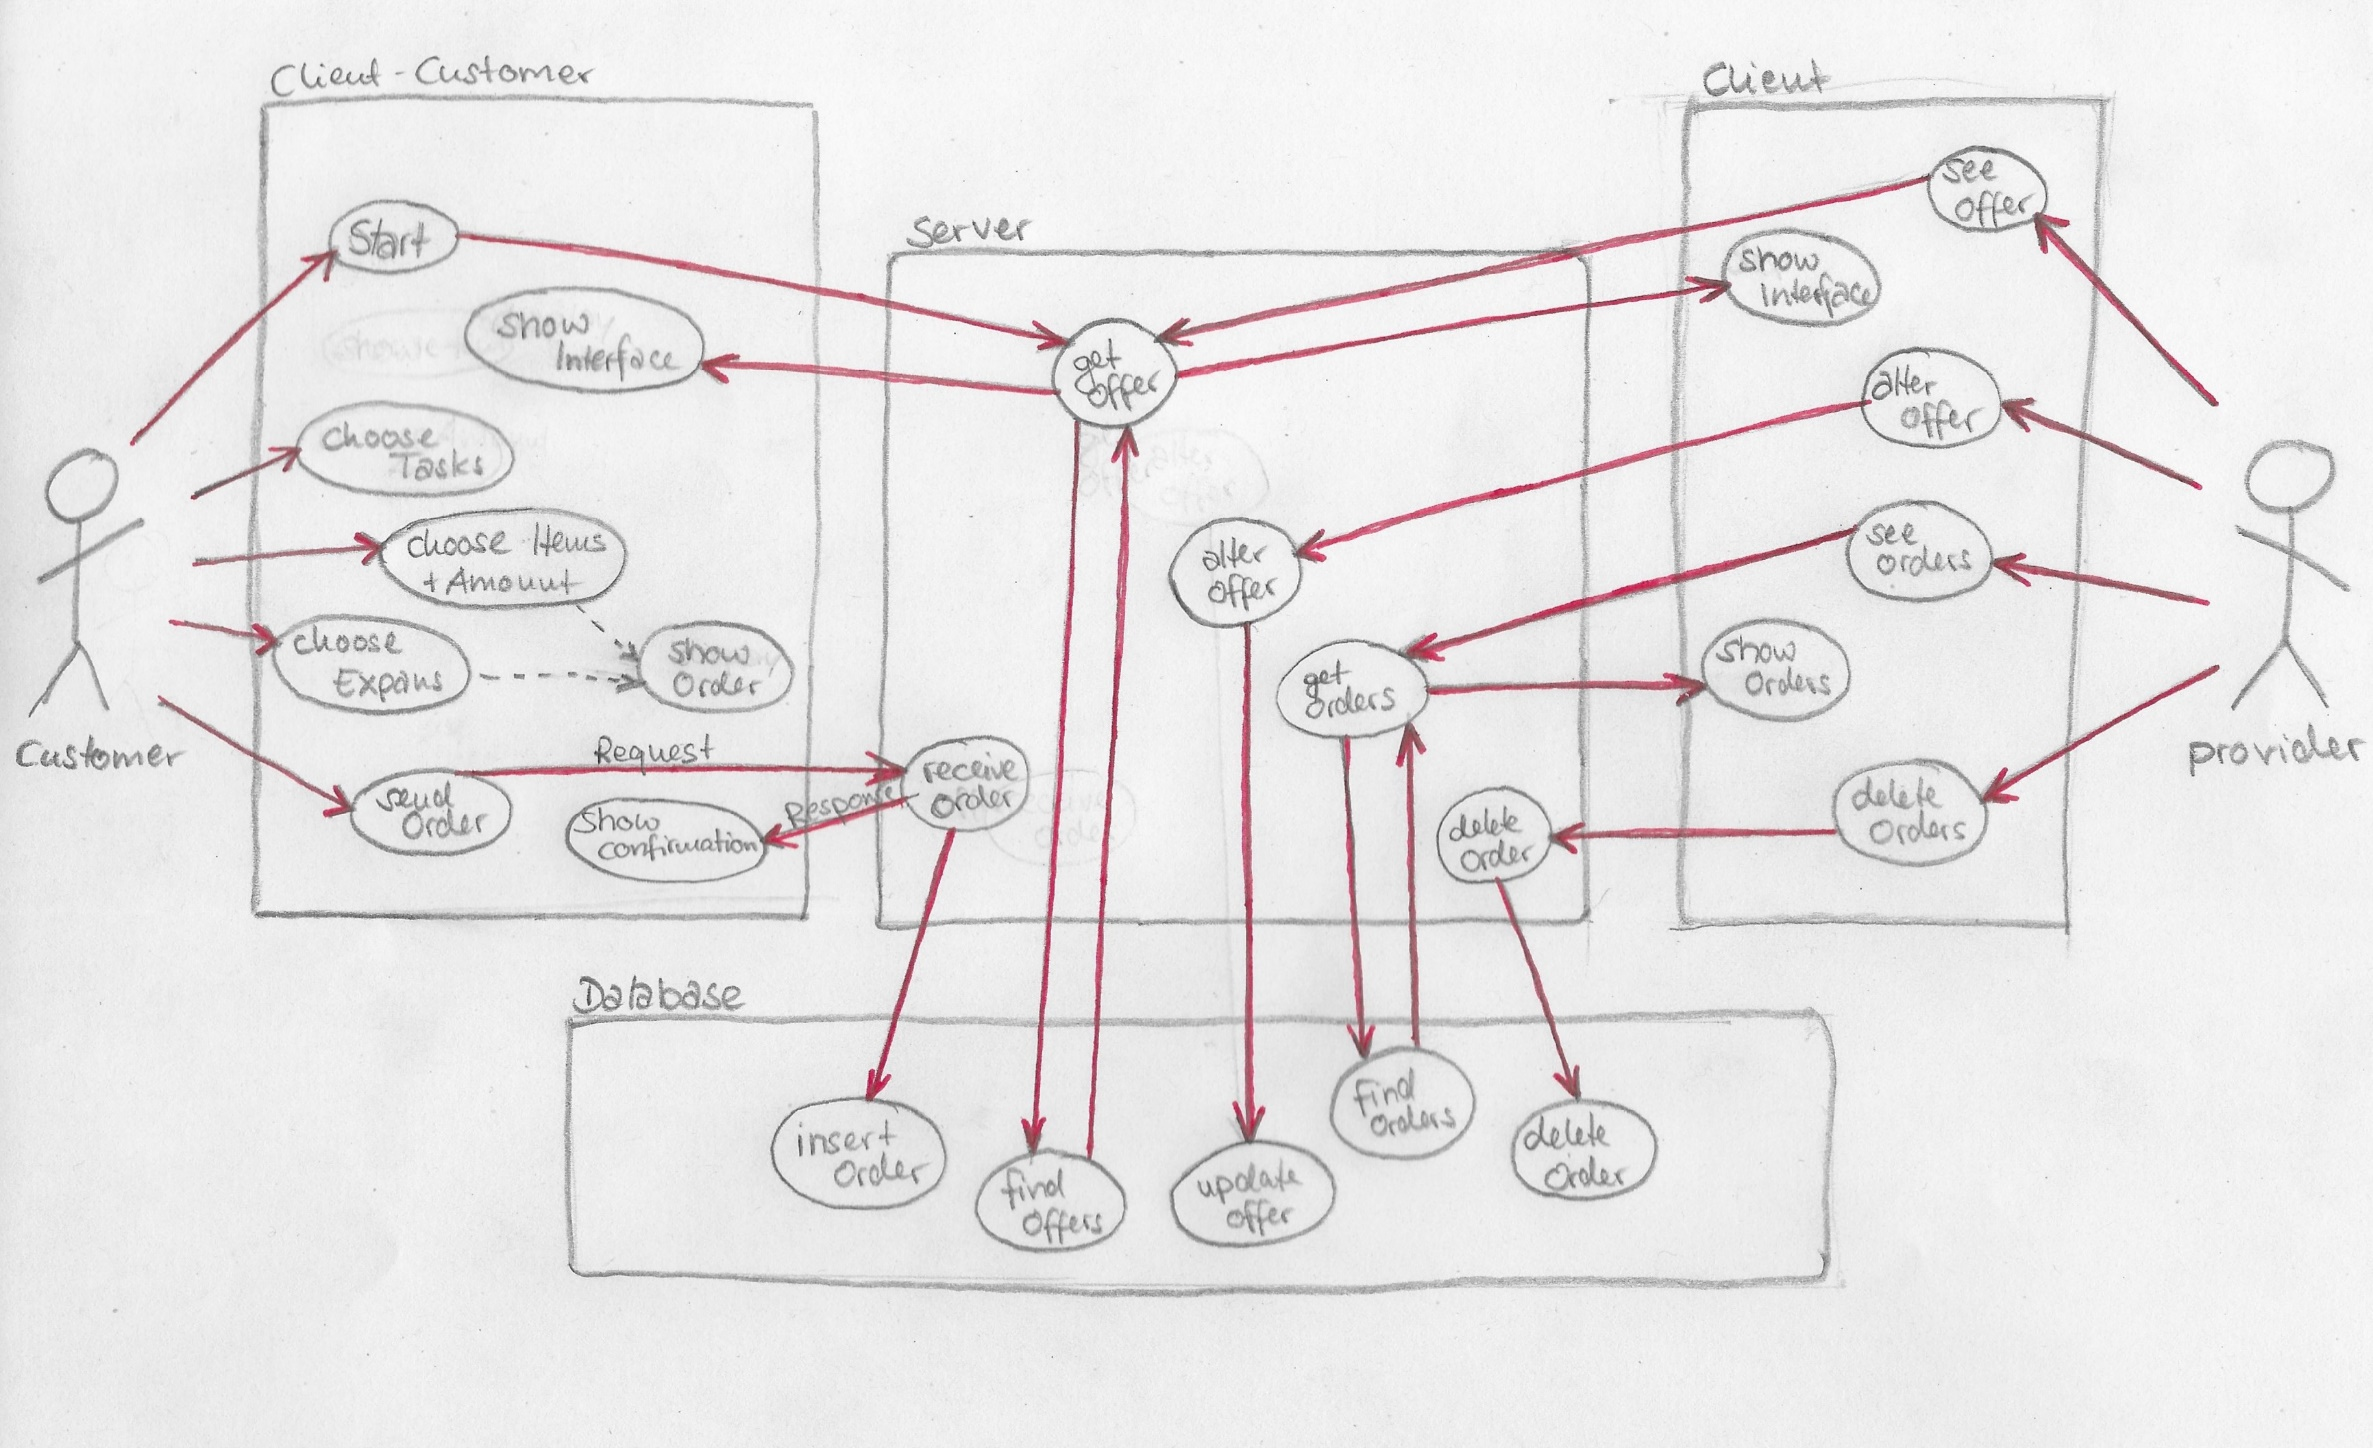 Client-Customer
Client
Server
Start
show
Interface
choose
Tasks
choose Items
+ Amount
choose
Expans
show
Order
Customer
send
Order
Request
Response
show
confirmation
get
offer
alter
offer
get
orders
receive
order
delete
order
see
offer
show
Interface
alter
offer
see
orders
show
Orders
delete
Orders
provider
Database
insert
Order
find
Offers
update
offer
find
orders
delete
order